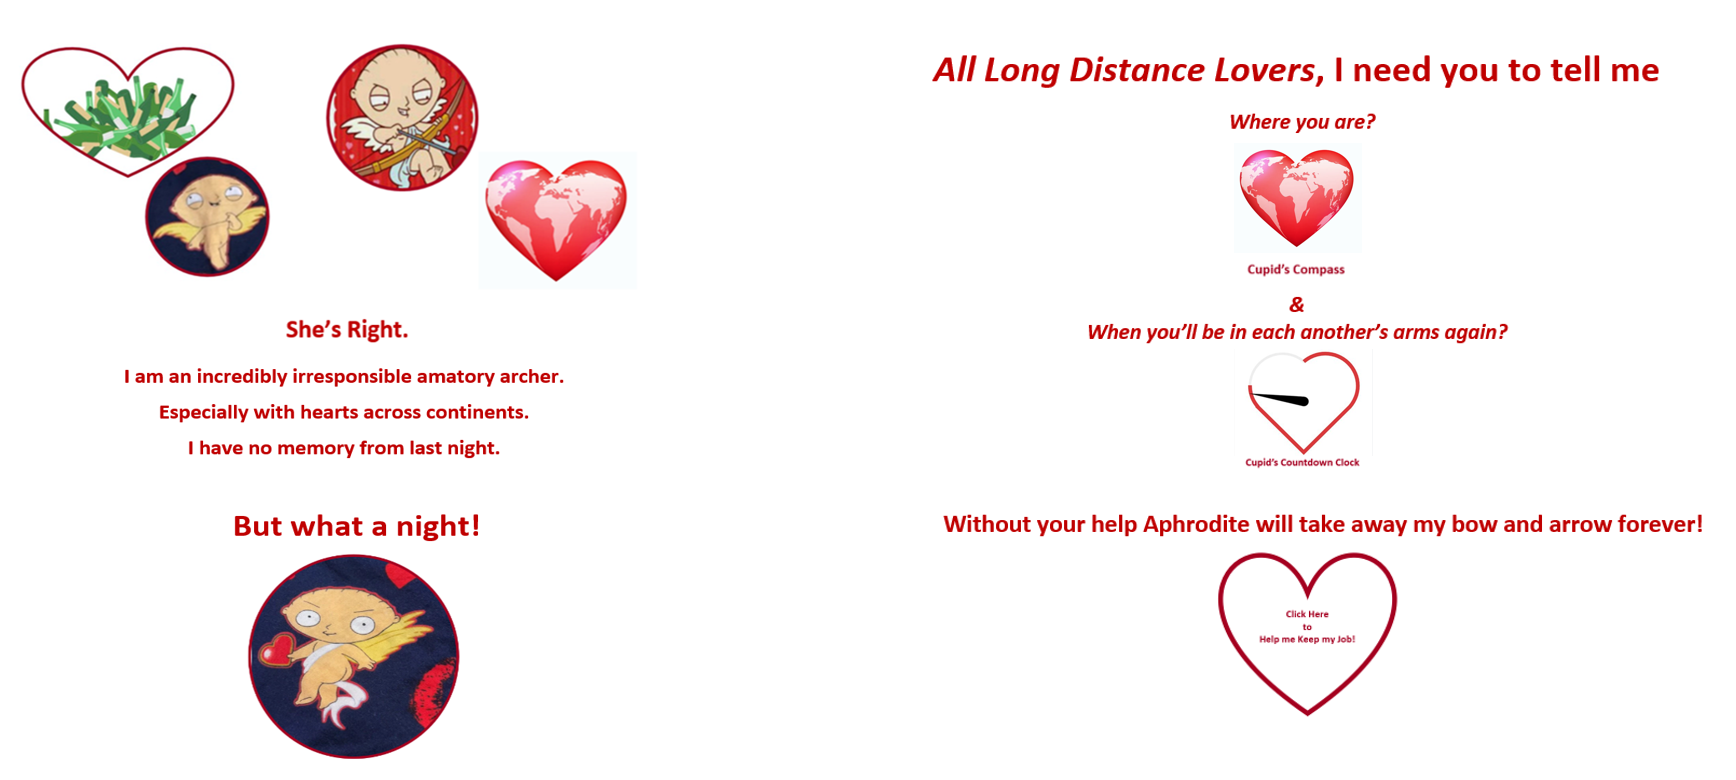 She's Right.
I am an incredibly irresponsible amatory archer.
Especially with hearts across continents.
I have no memory from last night.
But what a night!
All Long Distance Lovers, I need you to tell me
Where you are?
Cupid's Compass
&
When you'll be in each another's arms again?
Cupid's Countdown Clock
Without your help Aphrodite will take away my bow and arrow forever!
Click Here
to
Help me Keep my Job!